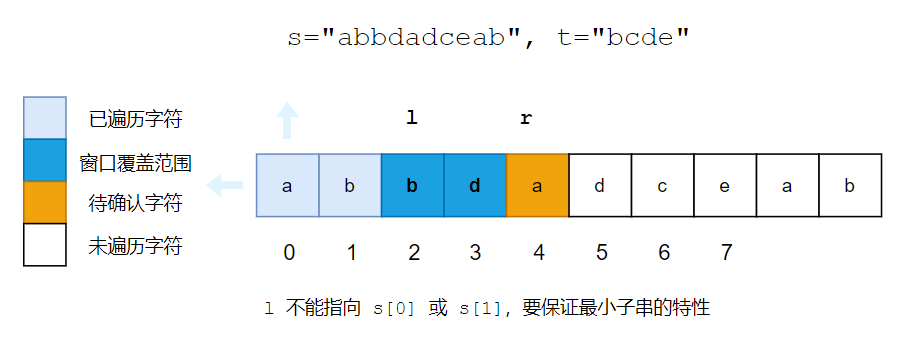 s="abbdadceab", t="bcde"
已遍历字符
l r
窗口覆盖范围
a b b d a d c e a b
待确认字符
未遍历字符
0 1 2 3 4 5 6 7
l 不能指向 s[0] 或 s[1], 要保证最小子串的特性